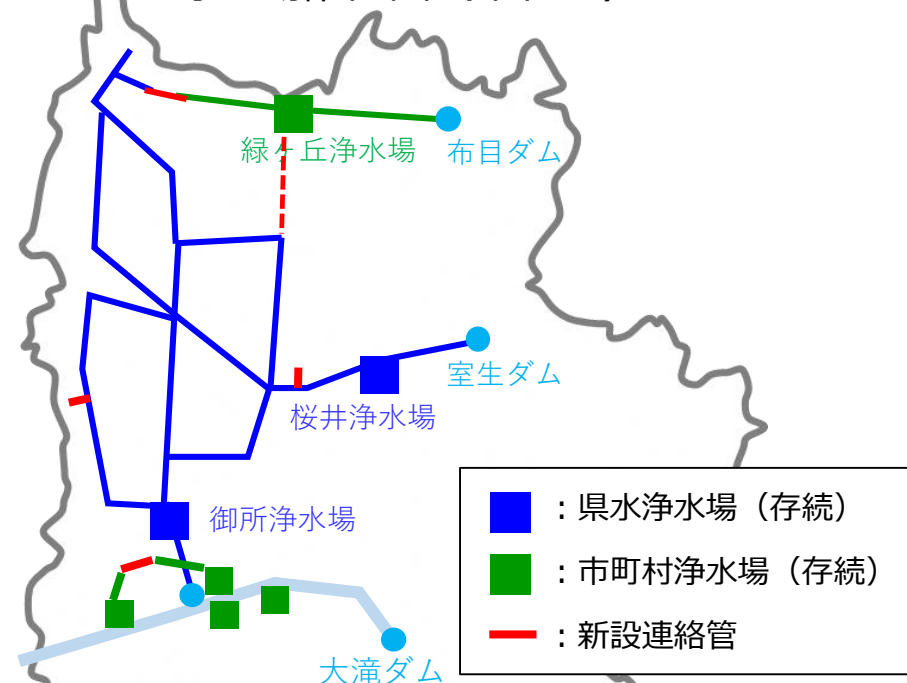 緑ヶ丘浄水場
布目ダム
室生ダム
桜井浄水場
御所浄水場
大滝ダム
：県水浄水場（存続）
：市町村浄水場（存続）
：新設連絡管